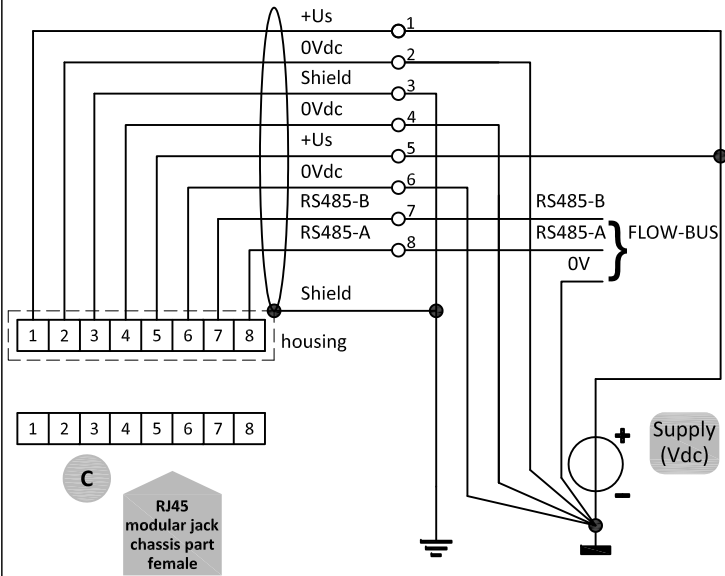 +Us 1
0Vdc 2
Shield 3
0Vdc 4
+Us 5
0Vdc 6
RS485-B 7 RS485-B
RS485-A 8 RS485-A FLOW-BUS
0V
Shield
1 2 3 4 5 6 7 8
housing
1 2 3 4 5 6 7 8
C
RJ45
modular jack
chassis part
female
+
Supply
(Vdc)
−